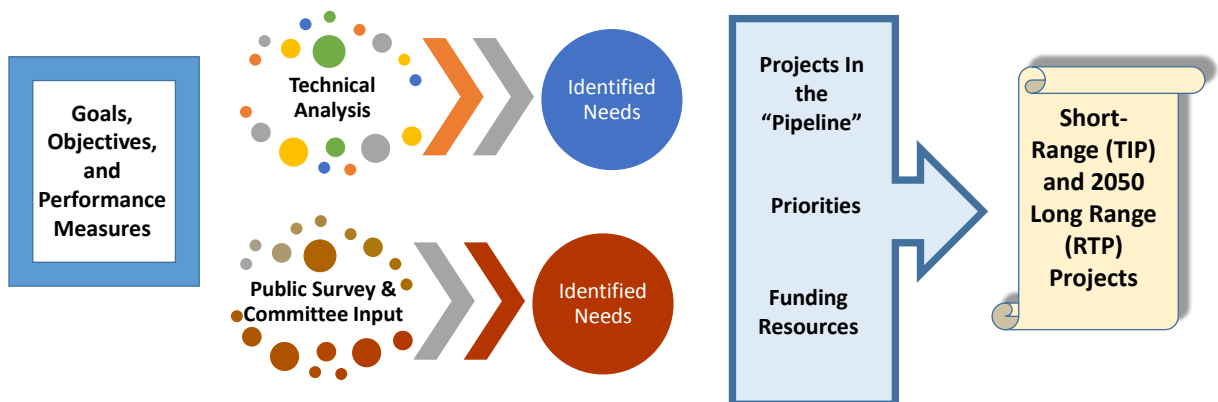 Goals,
Objectives,
and
Performance
Measures
Technical
Analysis
Identified
Needs
Public Survey &
Committee Input
Identified
Needs
Projects In
the
“Pipeline”
Priorities
Funding
Resources
Short-
Range (TIP)
and 2050
Long Range
(RTP)
Projects